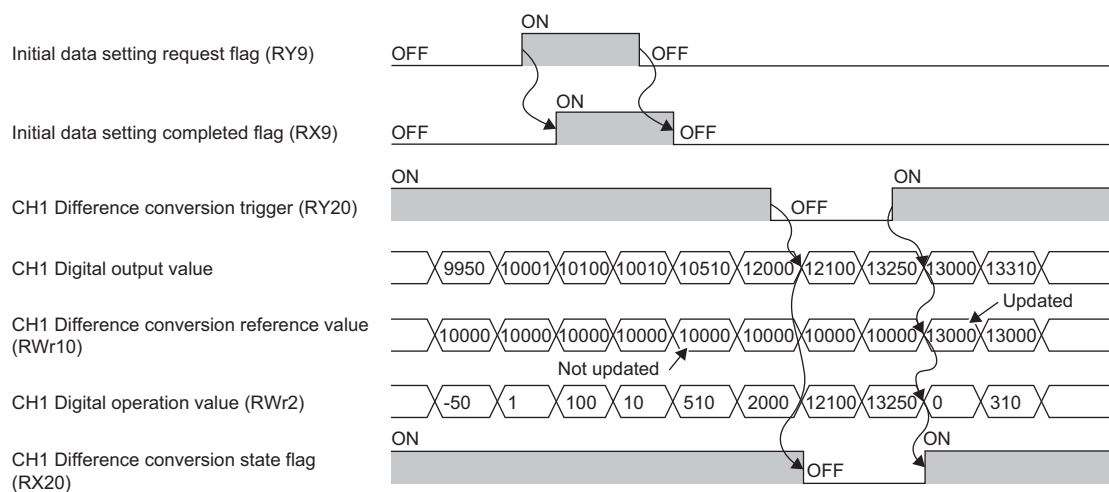 ON
Initial data setting request flag (RY9) OFF OFF
ON
Initial data setting completed flag (RX9) OFF OFF
ON ON
CH1 Difference conversion trigger (RY20) OFF
CH1 Digital output value 9950 10001 10100 10010 10510 12000 12100 13250 13000 13310
Updated
CH1 Difference conversion reference value
(RWr10) 10000 10000 10000 10000 10000 10000 10000 10000 13000 13000
Not updated
CH1 Digital operation value (RWr2) -50 1 100 10 510 2000 12100 13250 0 310
ON ON
CH1 Difference conversion state flag
(RX20) OFF